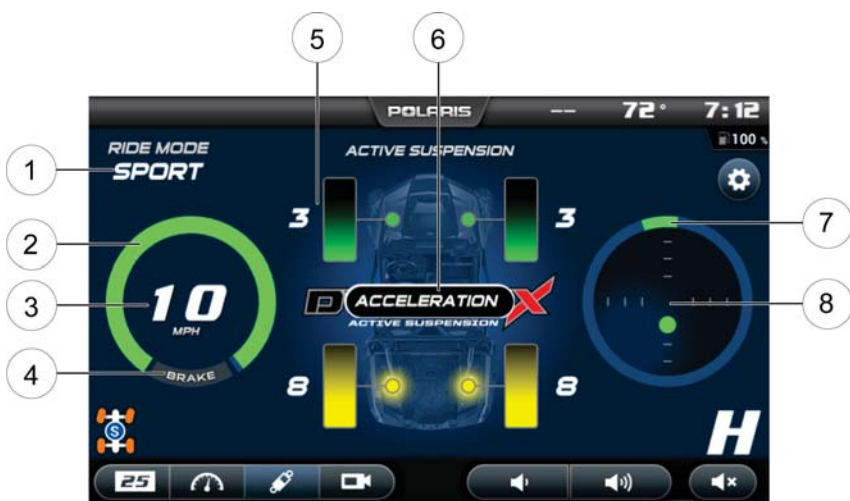 5
6
POLARIS -- 72° 7:12
100 %
RIDE MODE
SPORT
ACTIVE SUSPENSION
1
2
3
4
7
8
3
3
10
MPH
BRAKE
ACCELERATION X
ACTIVE SUSPENSION
8
8
S
H
25